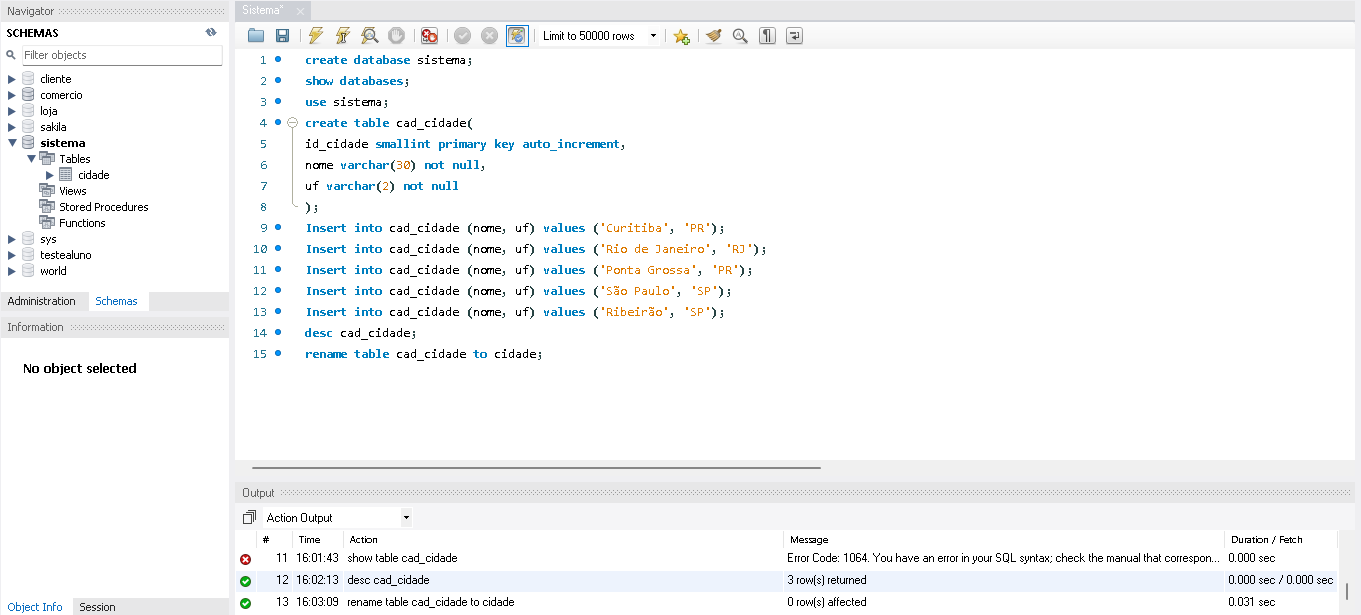 Navigator
SCHEMAS
Filter objects
cliente
comercio
loja
sakila
sistema
Tables
cidade
Views
Stored Procedures
Functions
sys
testealuno
world
Administration Schemas
Information
No object selected
Object Info Session
Sistema*
Limit to 50000 rows
1 create database sistema;
2 show databases;
3 use sistema;
4 create table cad_cidade(
5 id_cidade smallint primary key auto_increment,
6 nome varchar(30) not null,
7 uf varchar(2) not null
8 );
9 Insert into cad_cidade (nome, uf) values ('Curitiba', 'PR');
10 Insert into cad_cidade (nome, uf) values ('Rio de Janeiro', 'RJ');
11 Insert into cad_cidade (nome, uf) values ('Ponta Grossa', 'PR');
12 Insert into cad_cidade (nome, uf) values ('São Paulo', 'SP');
13 Insert into cad_cidade (nome, uf) values ('Ribeirão', 'SP');
14 desc cad_cidade;
15 rename table cad_cidade to cidade;
Output
Action Output
# Time Action Message Duration / Fetch
11 16:01:43 show table cad_cidade Error Code: 1064. You have an error in your SQL syntax; check the manual that correspon... 0.000 sec
12 16:02:13 desc cad_cidade 3 row(s) returned 0.000 sec / 0.000 sec
13 16:03:09 rename table cad_cidade to cidade 0 row(s) affected 0.031 sec